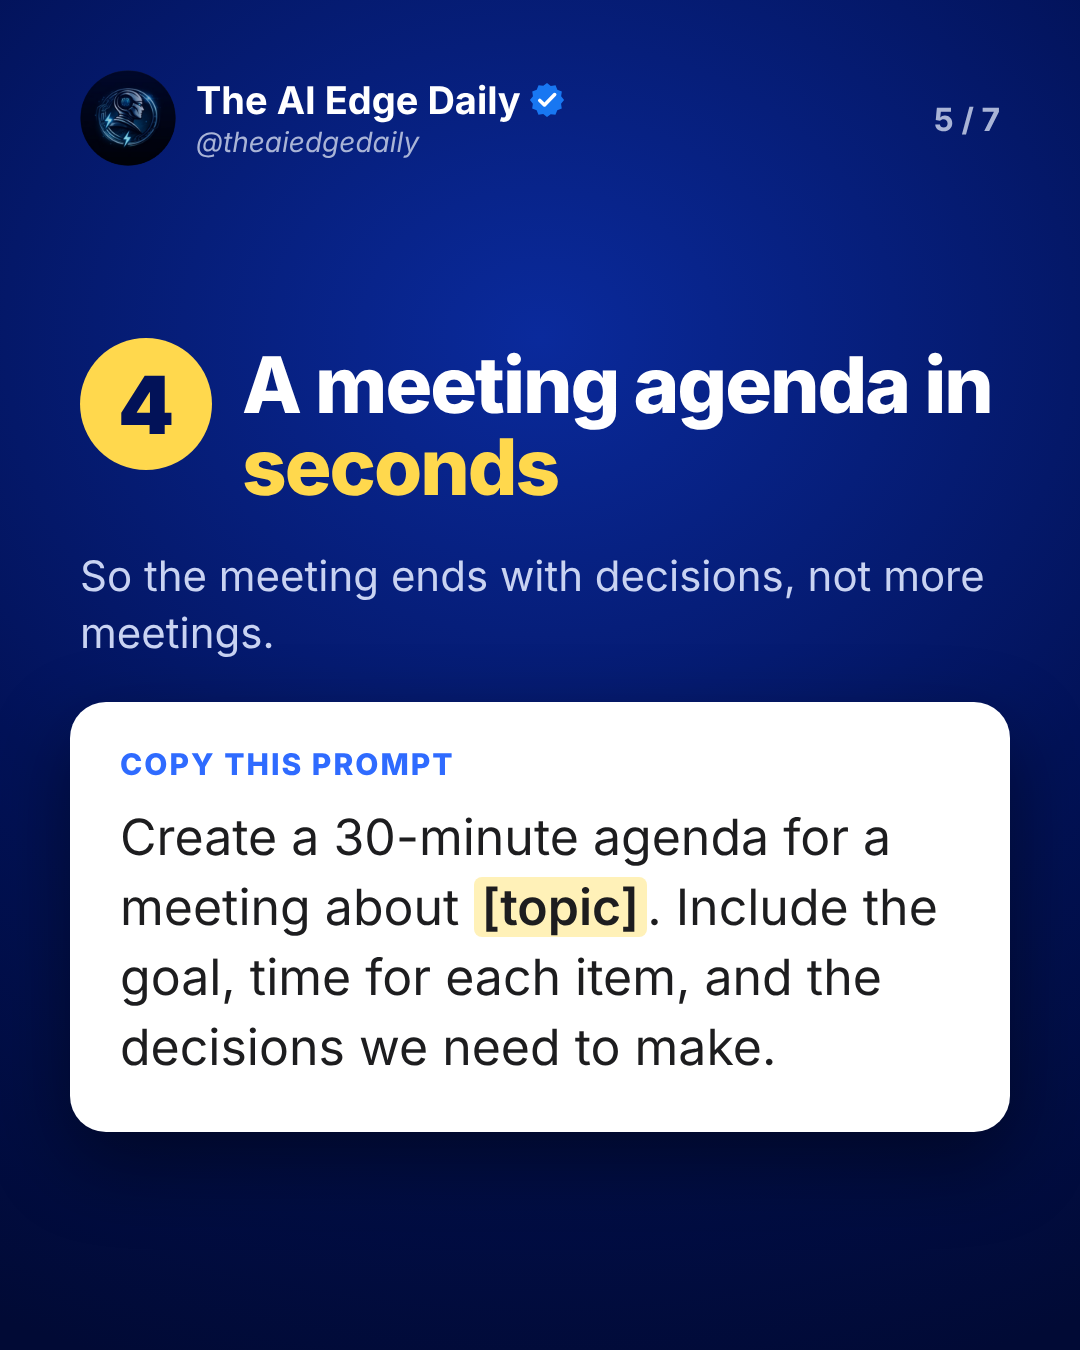 The AI Edge Daily
@theaiedgedaily
5 / 7
4
A meeting agenda in
seconds
So the meeting ends with decisions, not more
meetings.
COPY THIS PROMPT
Create a 30-minute agenda for a
meeting about [topic]. Include the
goal, time for each item, and the
decisions we need to make.